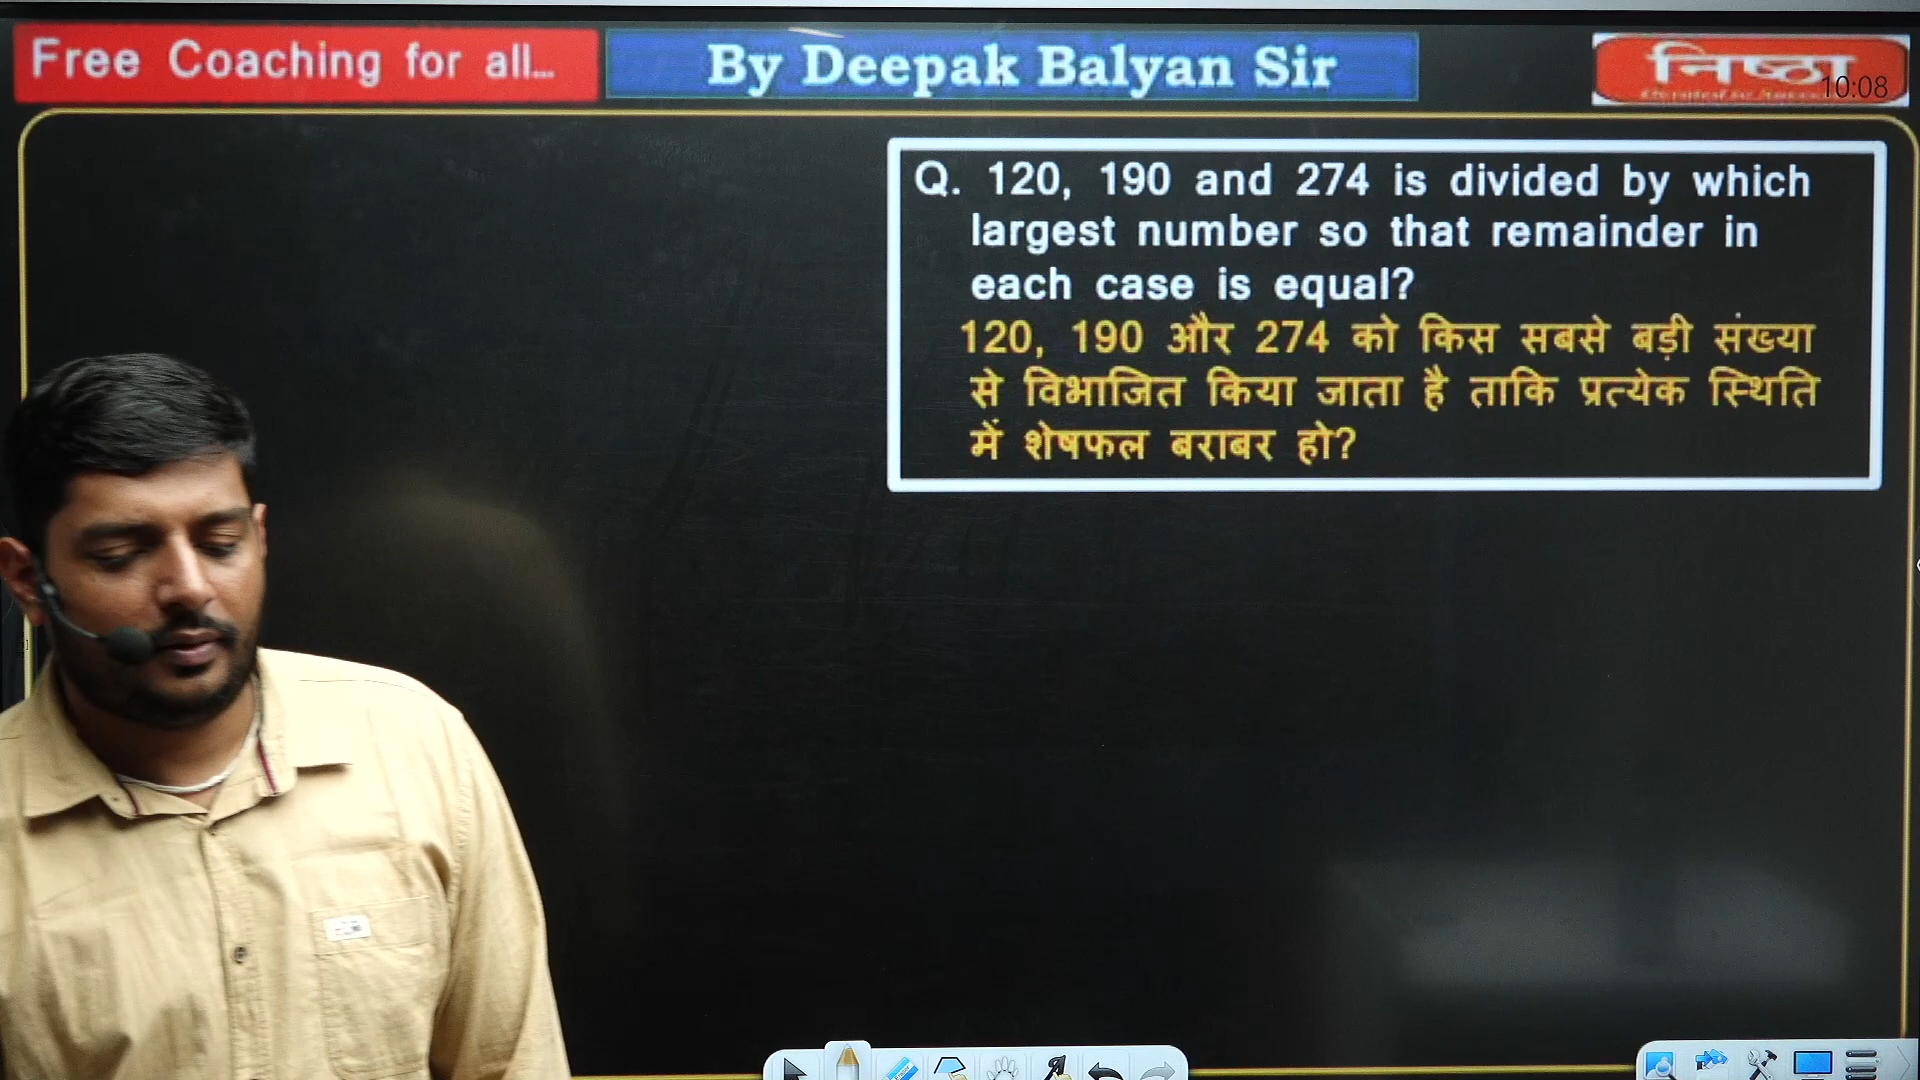 Free Coaching for all...
By Deepak Balyan Sir
निष्ठा
10:08
Q. 120, 190 and 274 is divided by which
largest number so that remainder in
each case is equal?
120, 190 और 274 को किस सबसे बड़ी संख्या
से विभाजित किया जाता है ताकि प्रत्येक स्थिति
में शेषफल बराबर हो?